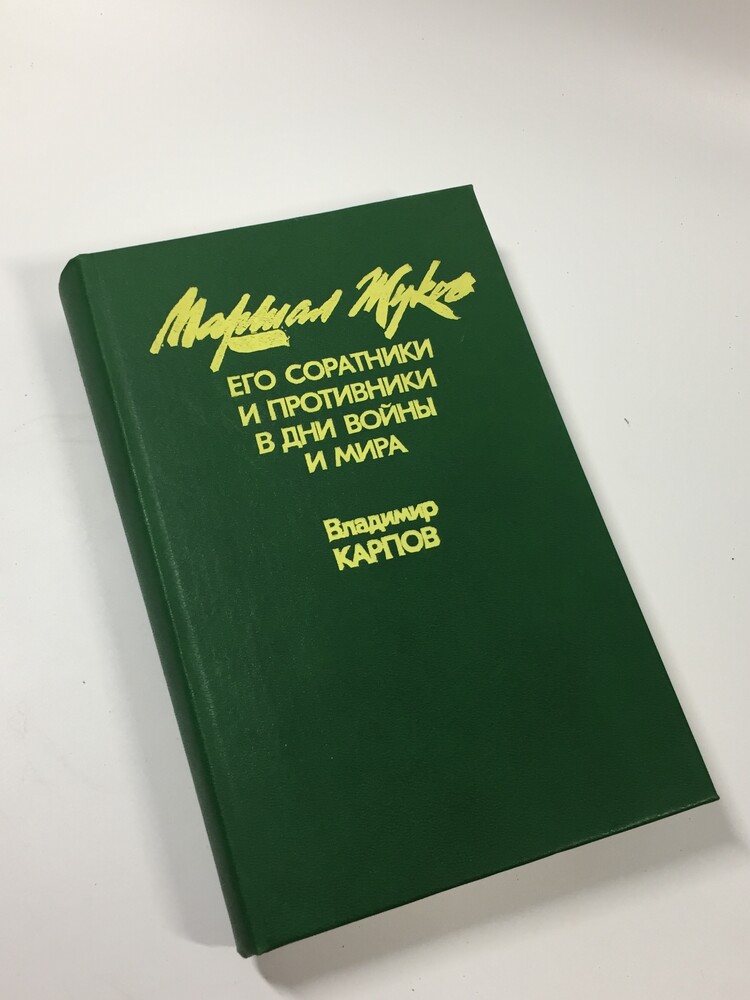 Маршал Жуков
ЕГО СОРАТНИКИ
И ПРОТИВНИКИ
В ДНИ ВОЙНЫ
И МИРА
Владимир
КАРПОВ